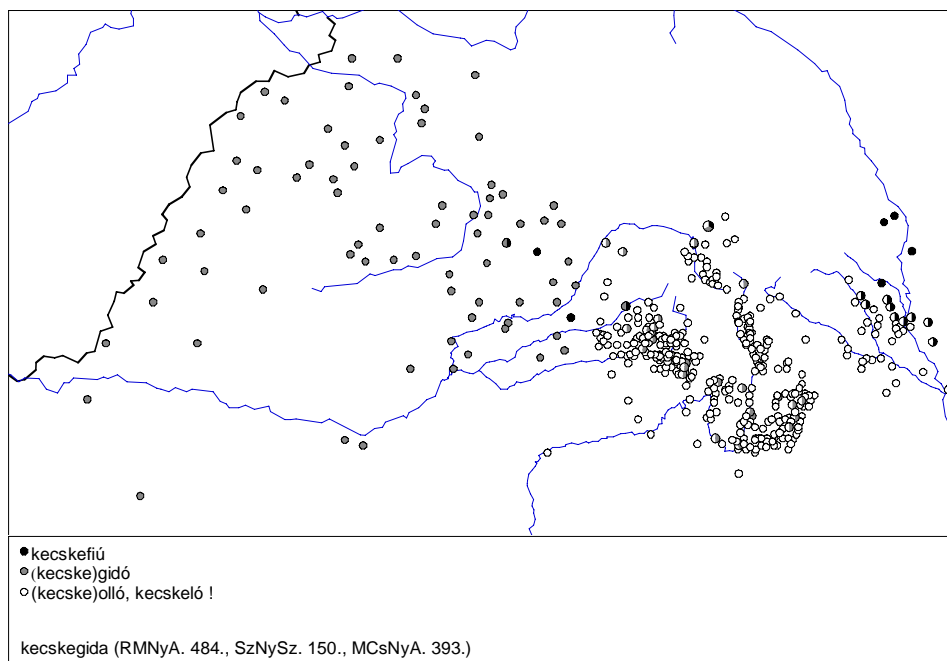 kecskefiú
(kecske)gidó
(kecske)olló, kecskeló !
kecskegida (RMNyA. 484., SzNySz. 150., MCsNyA. 393.)